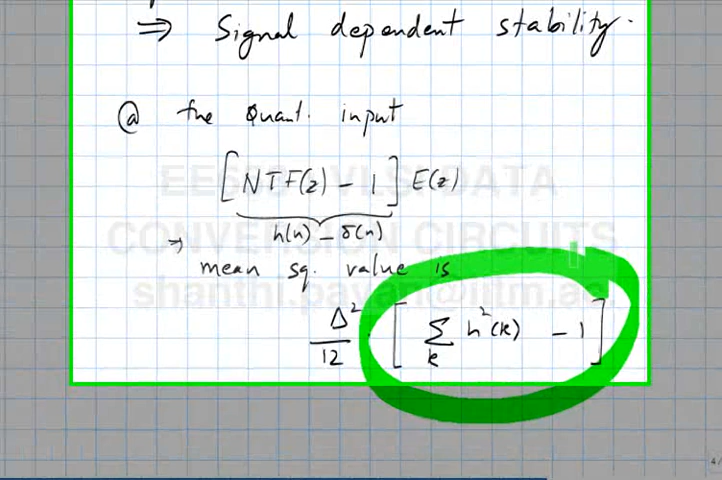 ⇒ Signal dependent stability.
@ the Quant. input
[NTF(z) - 1] E(z)
h(n) - δ(n)
→ mean sq. value is
Δ²/12 · [Σ_k h²(k) - 1]
VLSI DATA
CONVERSION CIRCUITS
4/